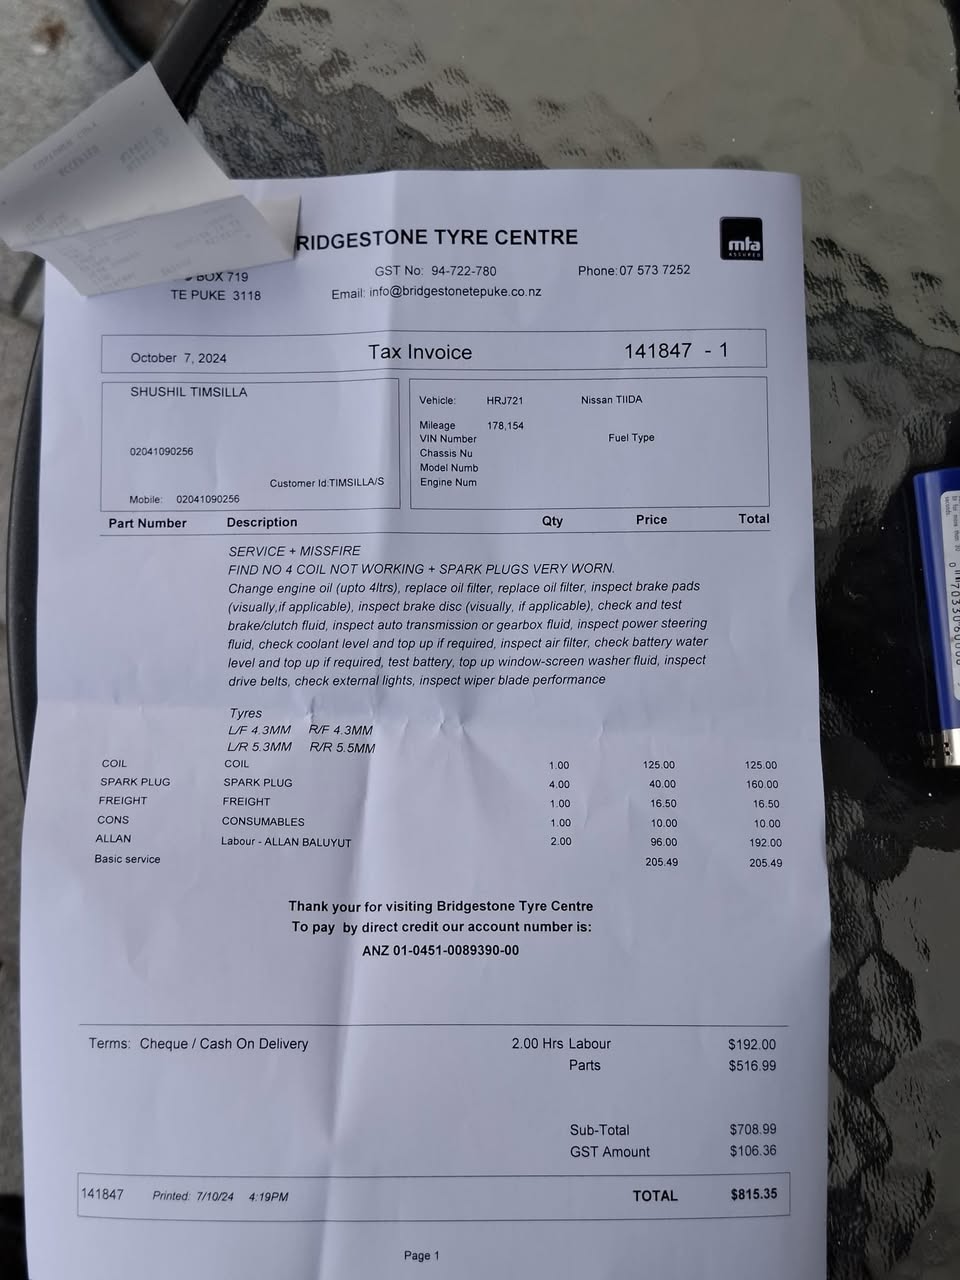 RIDGESTONE TYRE CENTRE
mta
ASSURED
BOX 719
GST No: 94-722-780
Phone:07 573 7252
TE PUKE 3118
Email: info@bridgestonetepuke.co.nz
October 7, 2024
Tax Invoice
141847 - 1
SHUSHIL TIMSILLA
02041090256
Customer Id:TIMSILLA/S
Mobile: 02041090256
Vehicle: HRJ721 Nissan TIIDA
Mileage 178,154
VIN Number Fuel Type
Chassis Nu
Model Numb
Engine Num
Part Number Description Qty Price Total
SERVICE + MISSFIRE
FIND NO 4 COIL NOT WORKING + SPARK PLUGS VERY WORN.
Change engine oil (upto 4ltrs), replace oil filter, replace oil filter, inspect brake pads
(visually,if applicable), inspect brake disc (visually, if applicable), check and test
brake/clutch fluid, inspect auto transmission or gearbox fluid, inspect power steering
fluid, check coolant level and top up if required, inspect air filter, check battery water
level and top up if required, test battery, top up window-screen washer fluid, inspect
drive belts, check external lights, inspect wiper blade performance
Tyres
L/F 4.3MM R/F 4.3MM
L/R 5.3MM R/R 5.5MM
COIL COIL 1.00 125.00 125.00
SPARK PLUG SPARK PLUG 4.00 40.00 160.00
FREIGHT FREIGHT 1.00 16.50 16.50
CONS CONSUMABLES 1.00 10.00 10.00
ALLAN Labour - ALLAN BALUYUT 2.00 96.00 192.00
Basic service 205.49 205.49
Thank your for visiting Bridgestone Tyre Centre
To pay by direct credit our account number is:
ANZ 01-0451-0089390-00
Terms: Cheque / Cash On Delivery
2.00 Hrs Labour $192.00
Parts $516.99
Sub-Total $708.99
GST Amount $106.36
141847 Printed: 7/10/24 4:19PM TOTAL $815.35
Page 1